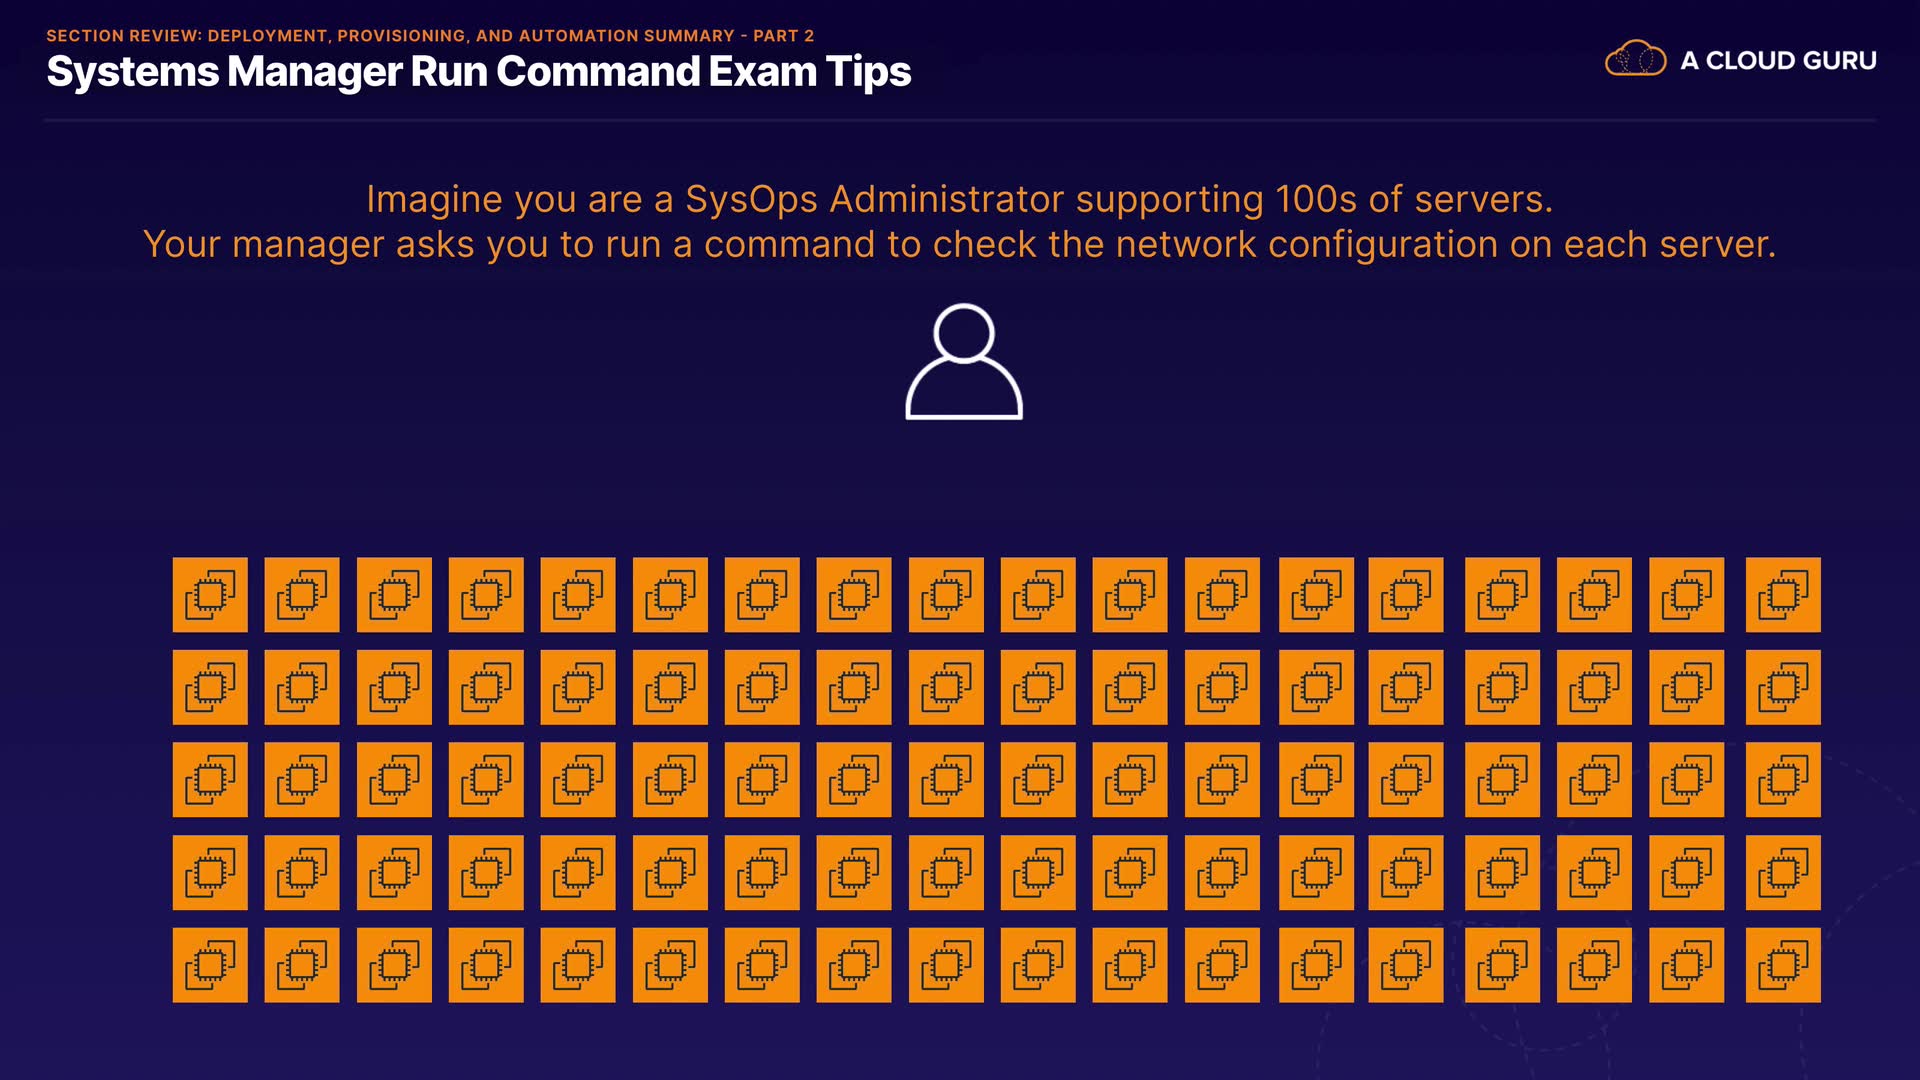 SECTION REVIEW: DEPLOYMENT, PROVISIONING, AND AUTOMATION SUMMARY - PART 2
Systems Manager Run Command Exam Tips
A CLOUD GURU
Imagine you are a SysOps Administrator supporting 100s of servers.
Your manager asks you to run a command to check the network configuration on each server.